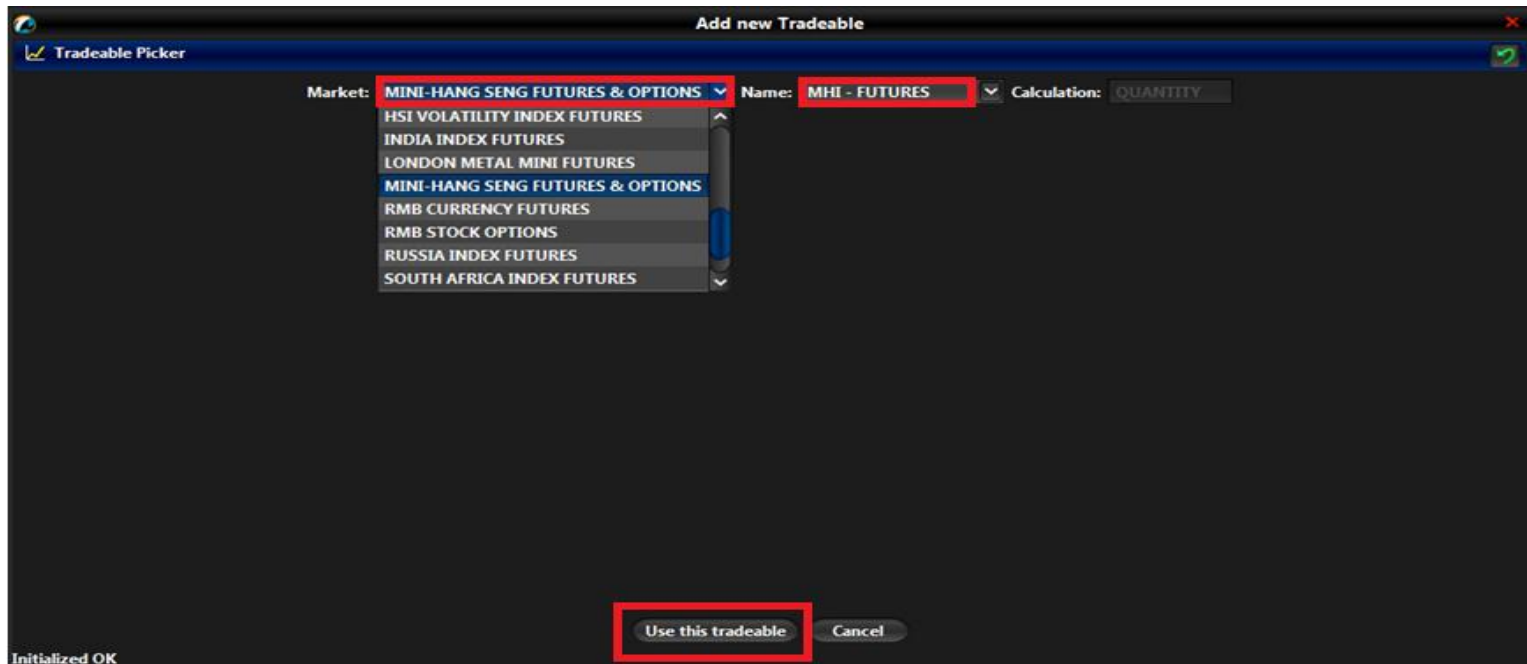 Add new Tradeable
Tradeable Picker
Market: MINI-HANG SENG FUTURES & OPTIONS Name: MHI - FUTURES Calculation: QUANTITY
HSI VOLATILITY INDEX FUTURES
INDIA INDEX FUTURES
LONDON METAL MINI FUTURES
MINI-HANG SENG FUTURES & OPTIONS
RMB CURRENCY FUTURES
RMB STOCK OPTIONS
RUSSIA INDEX FUTURES
SOUTH AFRICA INDEX FUTURES
Use this tradeable Cancel
Initialized OK